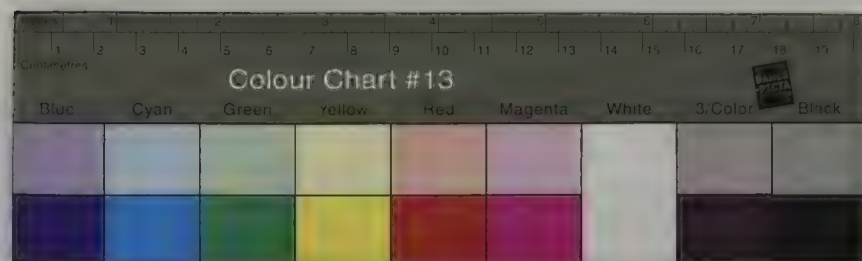 1 2 3 4 5 6 7 8
1 2 3 4 5 6 7 8 9 10 11 12 13 14 15 16 17 18 19
Centimetres
Colour Chart #13
Blue Cyan Green Yellow Red Magenta White 3/Color Black